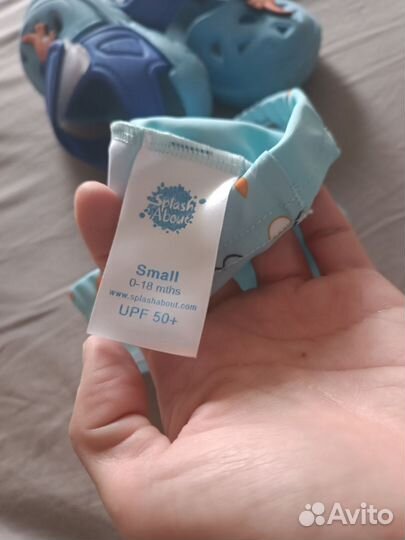 Splash
About
Small
0-18 mths
www.splashabout.com
UPF 50+
Avito